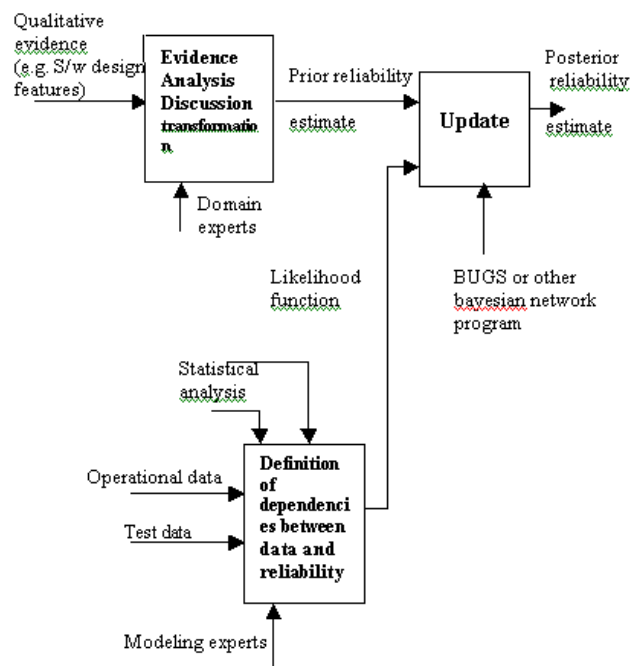 Qualitative
evidence
(e.g. S/w design
features)
Evidence
Analysis
Discussion
transformatio
n
Prior reliability
estimate
Update
Posterior
reliability
estimate
Domain
experts
Likelihood
function
BUGS or other
bayesian network
program
Statistical
analysis
Operational data
Test data
Definition
of
dependenci
es between
data and
reliability
Modeling experts